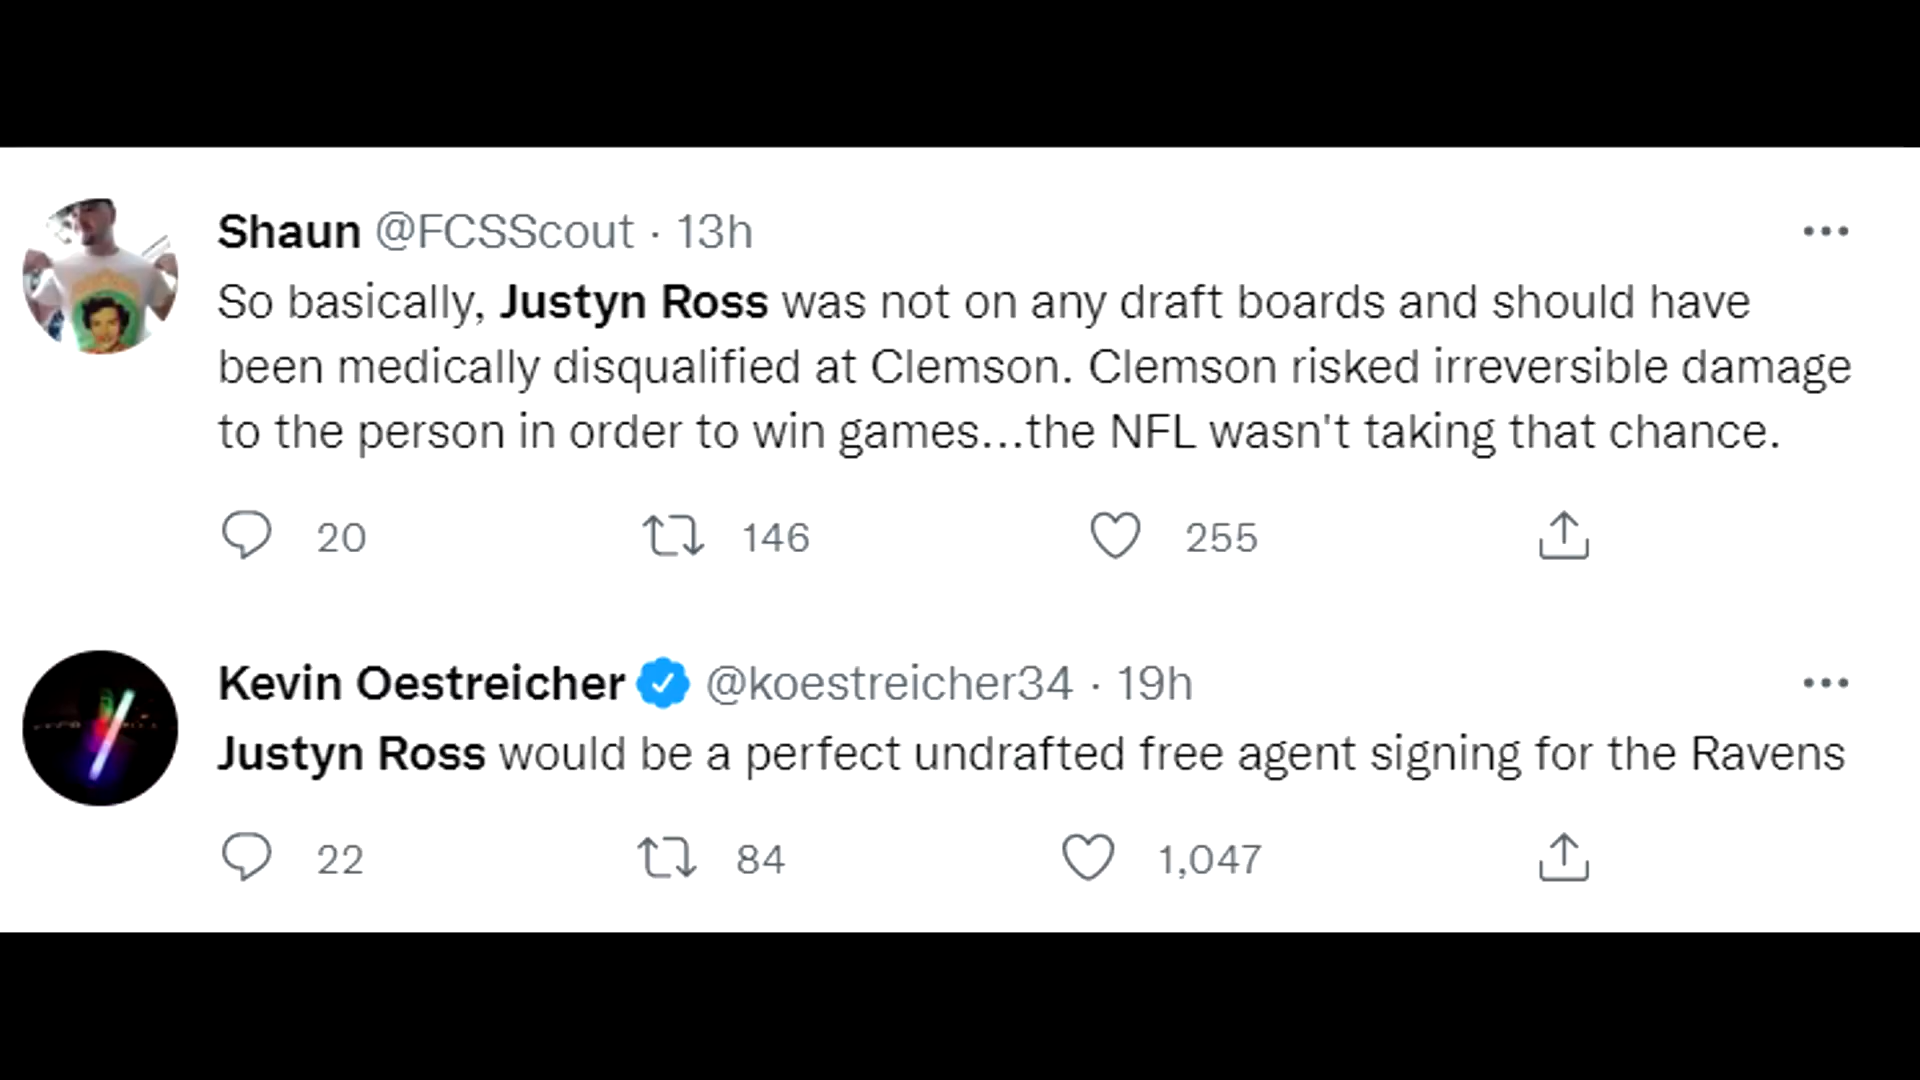 Shaun @FCSScout · 13h
So basically, Justyn Ross was not on any draft boards and should have
been medically disqualified at Clemson. Clemson risked irreversible damage
to the person in order to win games...the NFL wasn't taking that chance.
20 146 255
Kevin Oestreicher @koestreicher34 · 19h
Justyn Ross would be a perfect undrafted free agent signing for the Ravens
22 84 1,047